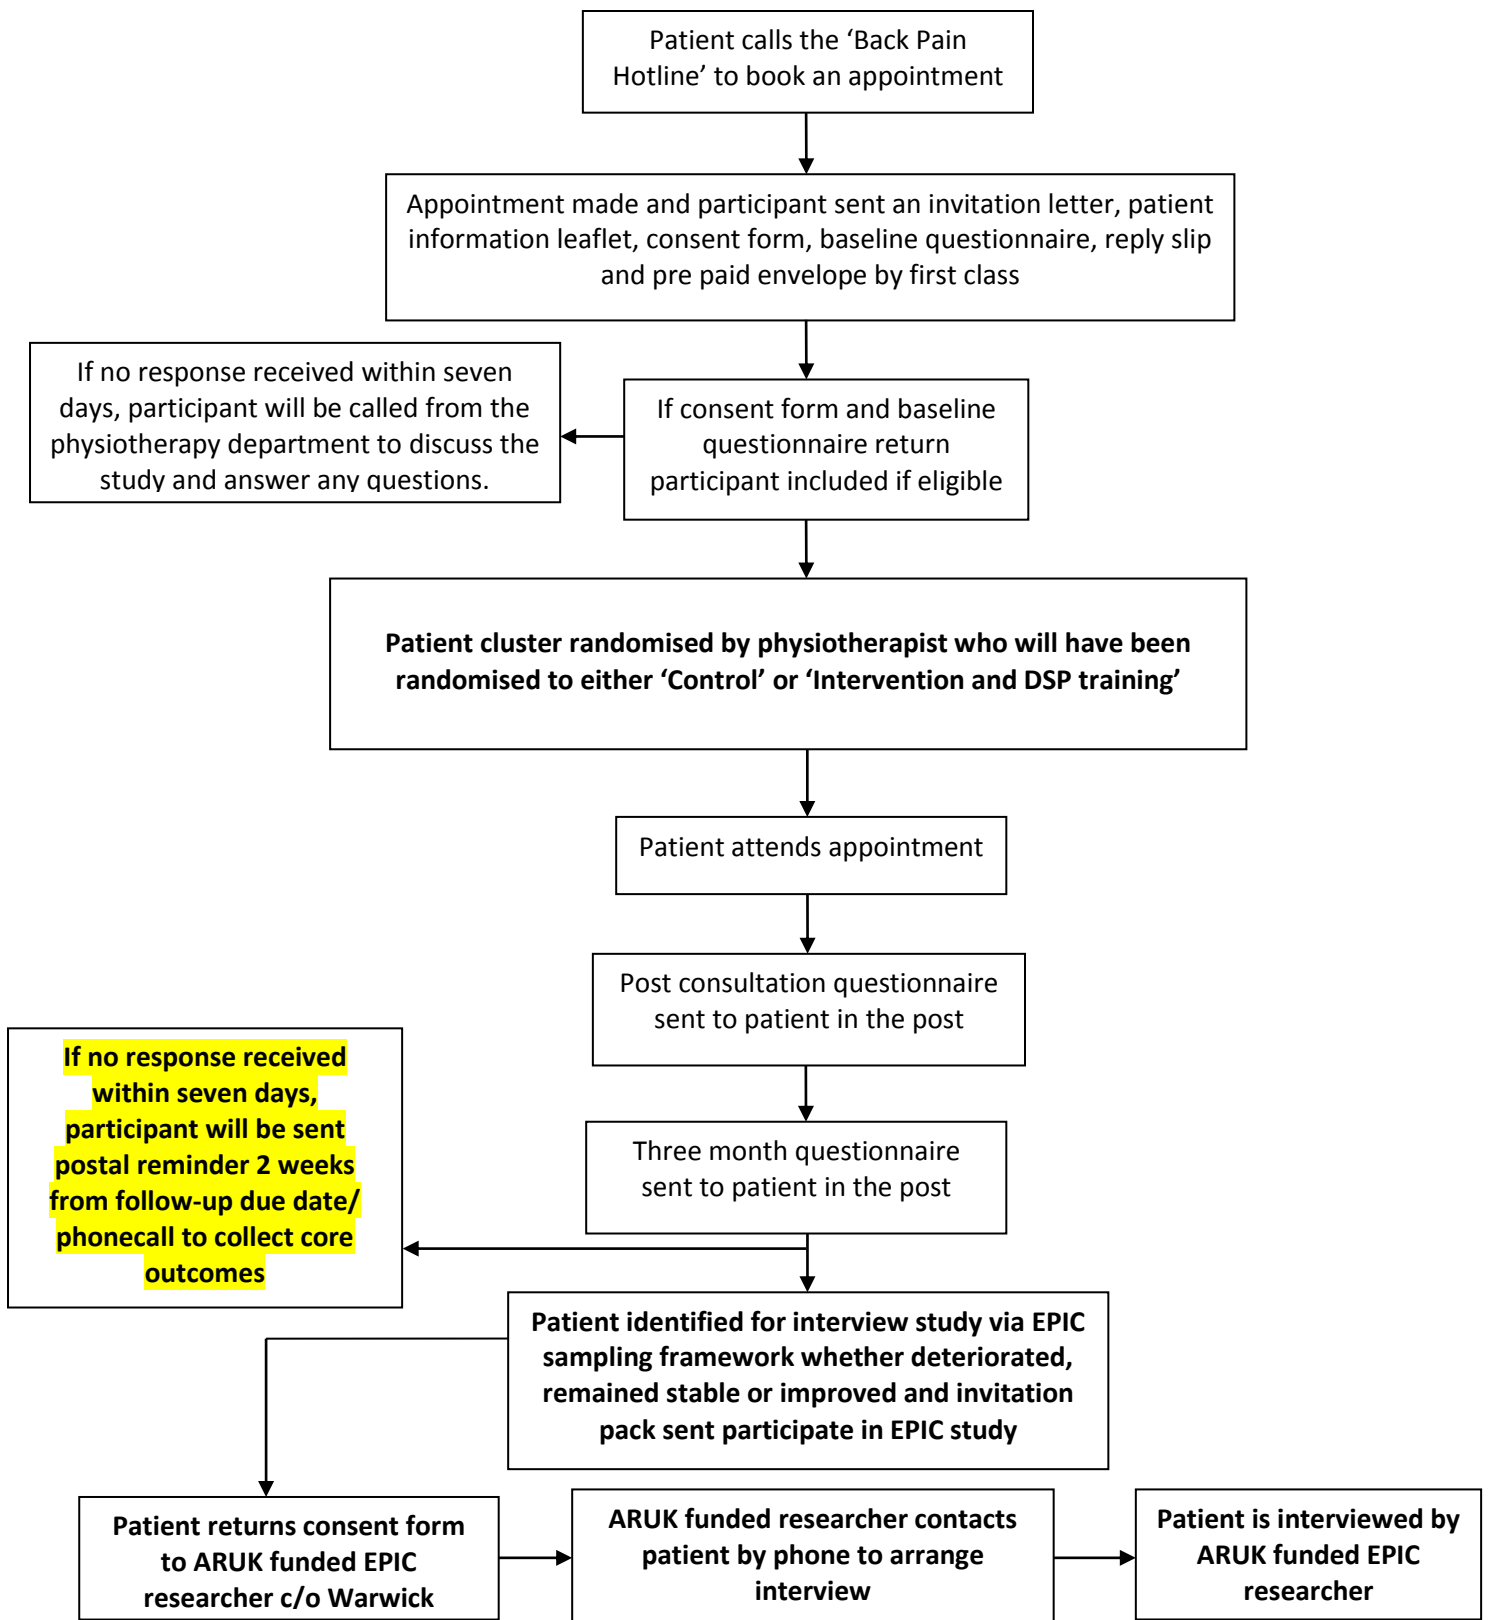 Patient calls the ‘Back Pain
Hotline’ to book an appointment
Appointment made and participant sent an invitation letter, patient
information leaflet, consent form, baseline questionnaire, reply slip
and pre paid envelope by first class
If no response received within seven
days, participant will be called from the
physiotherapy department to discuss the
study and answer any questions.
If consent form and baseline
questionnaire return
participant included if eligible
Patient cluster randomised by physiotherapist who will have been
randomised to either ‘Control’ or ‘Intervention and DSP training’
Patient attends appointment
Post consultation questionnaire
sent to patient in the post
If no response received
within seven days,
participant will be sent
postal reminder 2 weeks
from follow-up due date/
phonecall to collect core
outcomes
Three month questionnaire
sent to patient in the post
Patient identified for interview study via EPIC
sampling framework whether deteriorated,
remained stable or improved and invitation
pack sent participate in EPIC study
Patient returns consent form
to ARUK funded EPIC
researcher c/o Warwick
ARUK funded researcher contacts
patient by phone to arrange
interview
Patient is interviewed by
ARUK funded EPIC
researcher